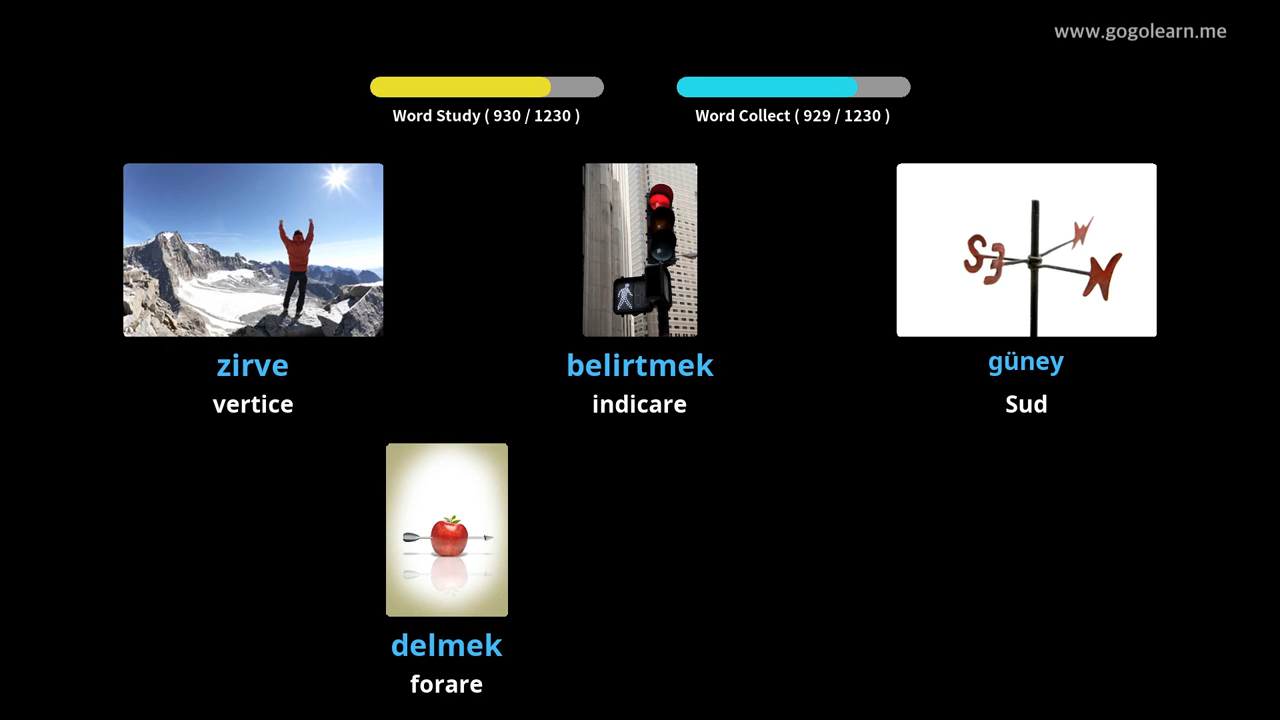 www.gogolearn.me
Word Study ( 930 / 1230 )
Word Collect ( 929 / 1230 )
zirve
vertice
belirtmek
indicare
güney
Sud
delmek
forare